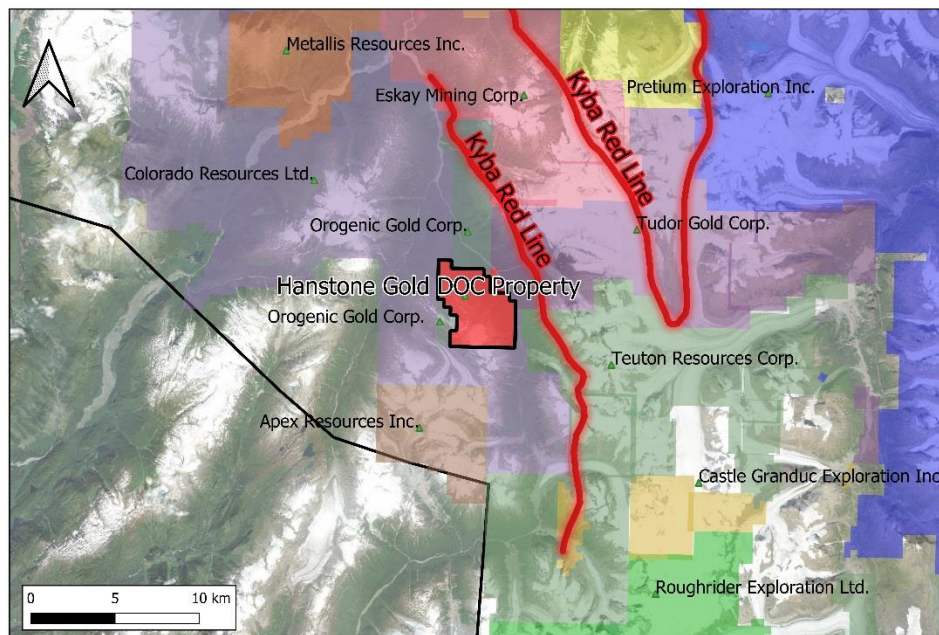 Metallis Resources Inc.
Eskay Mining Corp.
Kyba Red Line
Pretium Exploration Inc.
Kyba Red Line
Colorado Resources Ltd.
Orogenic Gold Corp.
Tudor Gold Corp.
Hanstone Gold DOC Property
Orogenic Gold Corp.
Teuton Resources Corp.
Apex Resources Inc.
Castle Granduc Exploration Inc
Roughrider Exploration Ltd.
0 5 10 km